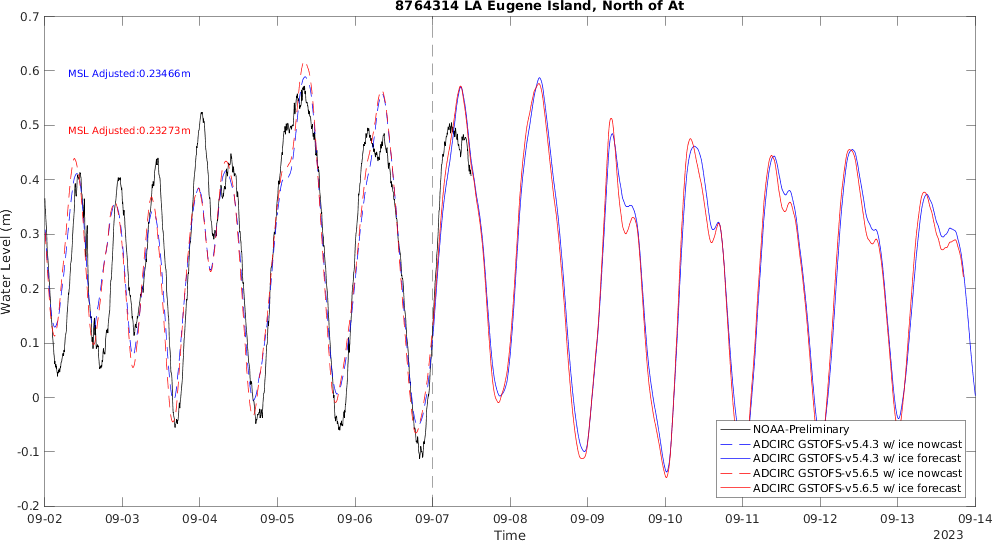 8764314 LA Eugene Island, North of At
0.7
0.6
0.5
0.4
0.3
0.2
0.1
0
-0.1
-0.2
Water Level (m)
MSL Adjusted:0.23466m
MSL Adjusted:0.23273m
NOAA-Preliminary
ADCIRC GSTOFS-v5.4.3 w/ ice nowcast
ADCIRC GSTOFS-v5.4.3 w/ ice forecast
ADCIRC GSTOFS-v5.6.5 w/ ice nowcast
ADCIRC GSTOFS-v5.6.5 w/ ice forecast
09-02 09-03 09-04 09-05 09-06 09-07 09-08 09-09 09-10 09-11 09-12 09-13 09-14
Time
2023